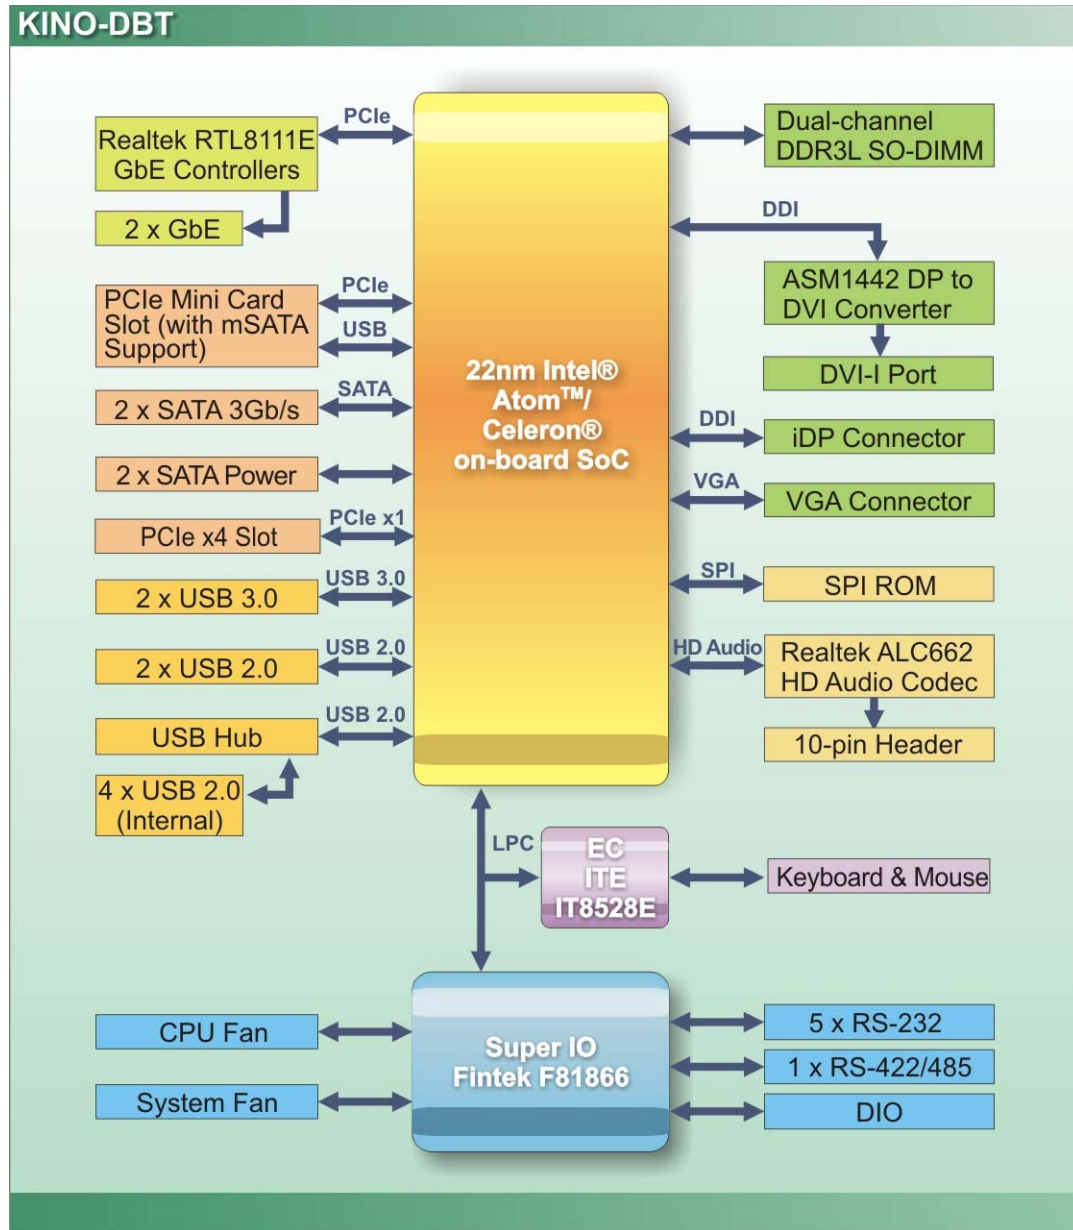 KINO-DBT
PCIe
Realtek RTL8111E
GbE Controllers
2 x GbE
PCIe
PCIe Mini Card
Slot (with mSATA
Support)
USB
SATA
2 x SATA 3Gb/s
2 x SATA Power
PCIe x1
PCIe x4 Slot
USB 3.0
2 x USB 3.0
USB 2.0
2 x USB 2.0
USB 2.0
USB Hub
4 x USB 2.0
(Internal)
22nm Intel®
Atom™/
Celeron®
on-board SoC
Dual-channel
DDR3L SO-DIMM
DDI
ASM1442 DP to
DVI Converter
DVI-I Port
DDI
iDP Connector
VGA
VGA Connector
SPI
SPI ROM
HD Audio
Realtek ALC662
HD Audio Codec
10-pin Header
LPC
EC
ITE
IT8528E
Keyboard & Mouse
CPU Fan
System Fan
Super IO
Fintek F81866
5 x RS-232
1 x RS-422/485
DIO